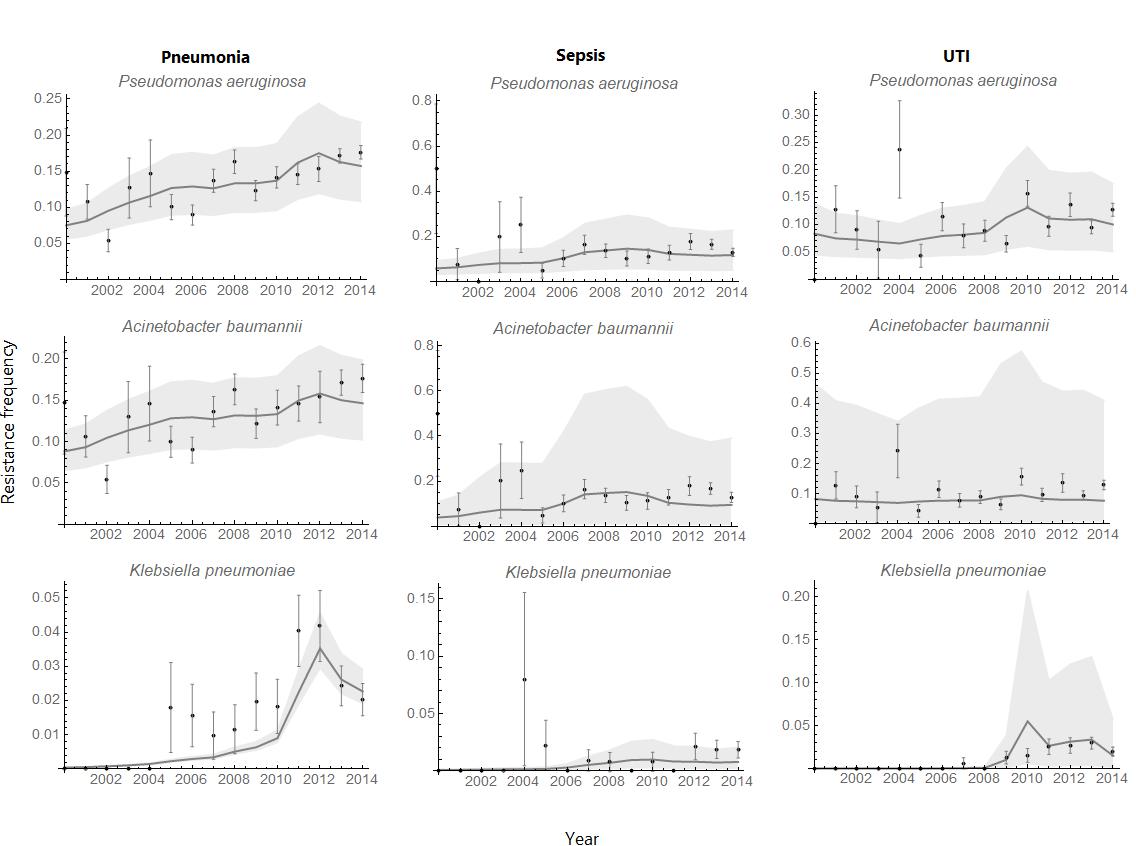 Pneumonia Sepsis UTI
Pseudomonas aeruginosa Pseudomonas aeruginosa Pseudomonas aeruginosa
0.25 0.20 0.15 0.10 0.05
2002 2004 2006 2008 2010 2012 2014
0.8 0.6 0.4 0.2
2002 2004 2006 2008 2010 2012 2014
0.30 0.25 0.20 0.15 0.10 0.05
2002 2004 2006 2008 2010 2012 2014
Acinetobacter baumannii Acinetobacter baumannii Acinetobacter baumannii
0.20 0.15 0.10 0.05
2002 2004 2006 2008 2010 2012 2014
0.8 0.6 0.4 0.2
2002 2004 2006 2008 2010 2012 2014
0.6 0.5 0.4 0.3 0.2 0.1
2002 2004 2006 2008 2010 2012 2014
Resistance frequency
Klebsiella pneumoniae Klebsiella pneumoniae Klebsiella pneumoniae
0.05 0.04 0.03 0.02 0.01
2002 2004 2006 2008 2010 2012 2014
0.15 0.10 0.05
2002 2004 2006 2008 2010 2012 2014
0.20 0.15 0.10 0.05
2002 2004 2006 2008 2010 2012 2014
Year